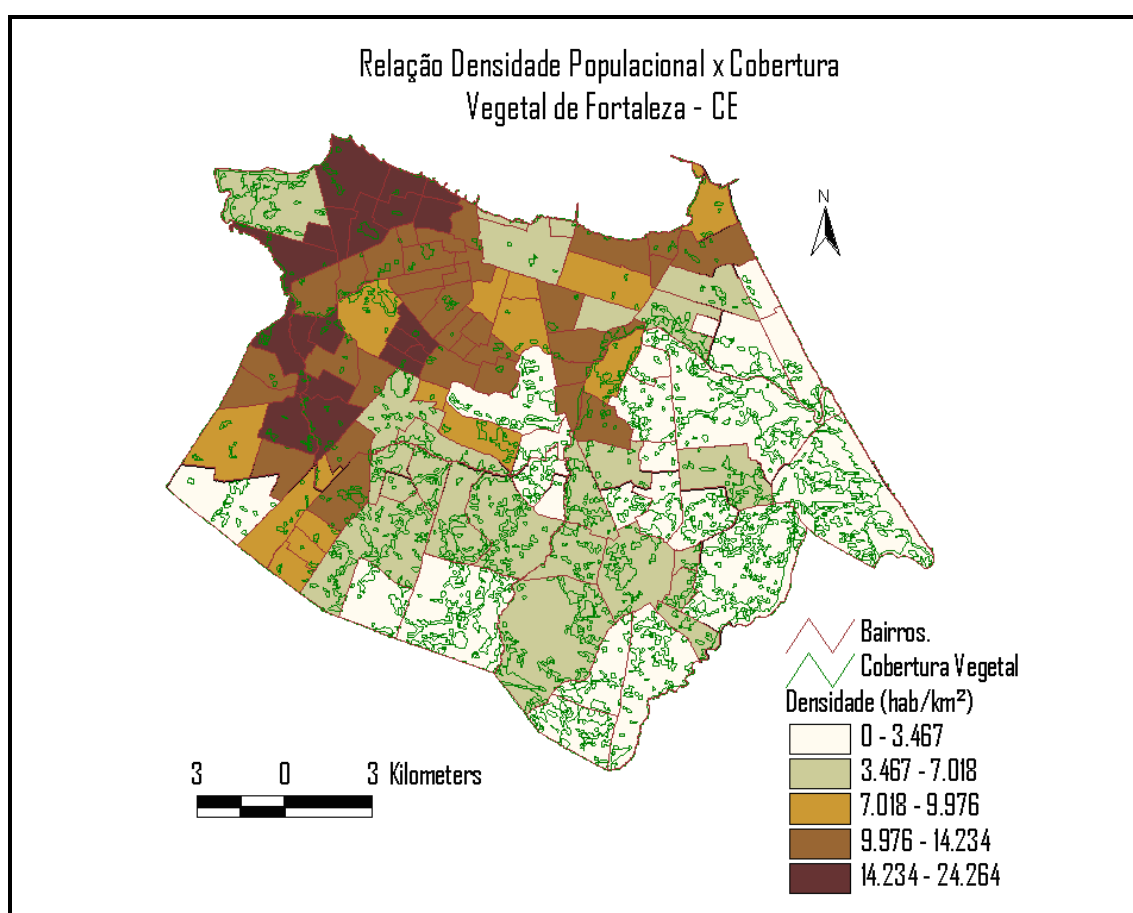 Relação Densidade Populacional x Cobertura
Vegetal de Fortaleza - CE
N
Bairros.
Cobertura Vegetal
Densidade (hab/km²)
0 - 3.467
3.467 - 7.018
7.018 - 9.976
9.976 - 14.234
14.234 - 24.264
3 0 3 Kilometers